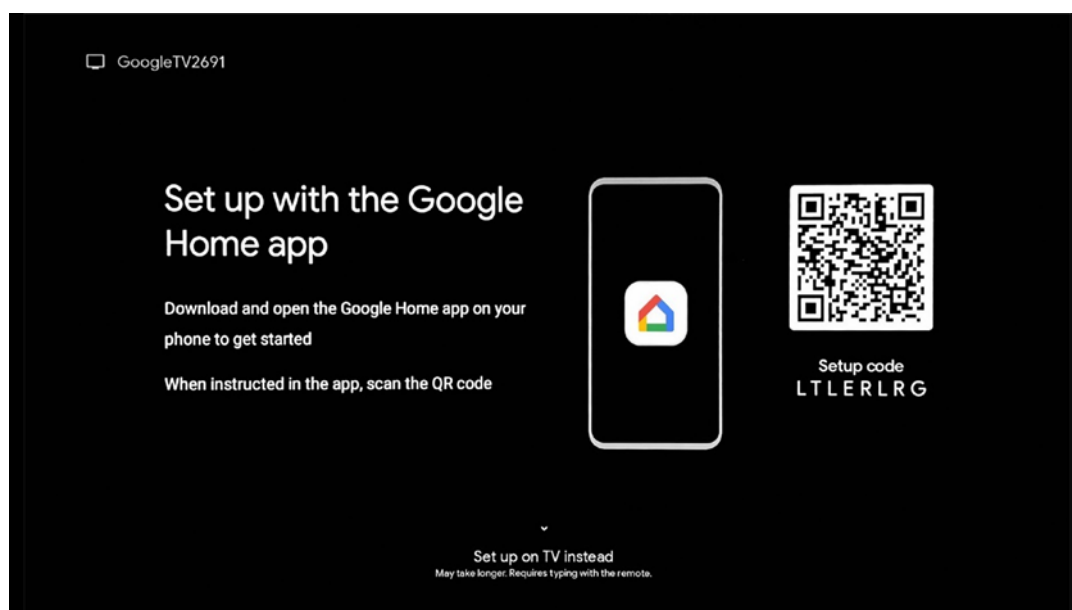 GoogleTV2691
Set up with the Google
Home app
Download and open the Google Home app on your
phone to get started
When instructed in the app, scan the QR code
Setup code
LTLERLRG
Set up on TV instead
May take longer. Requires typing with the remote.